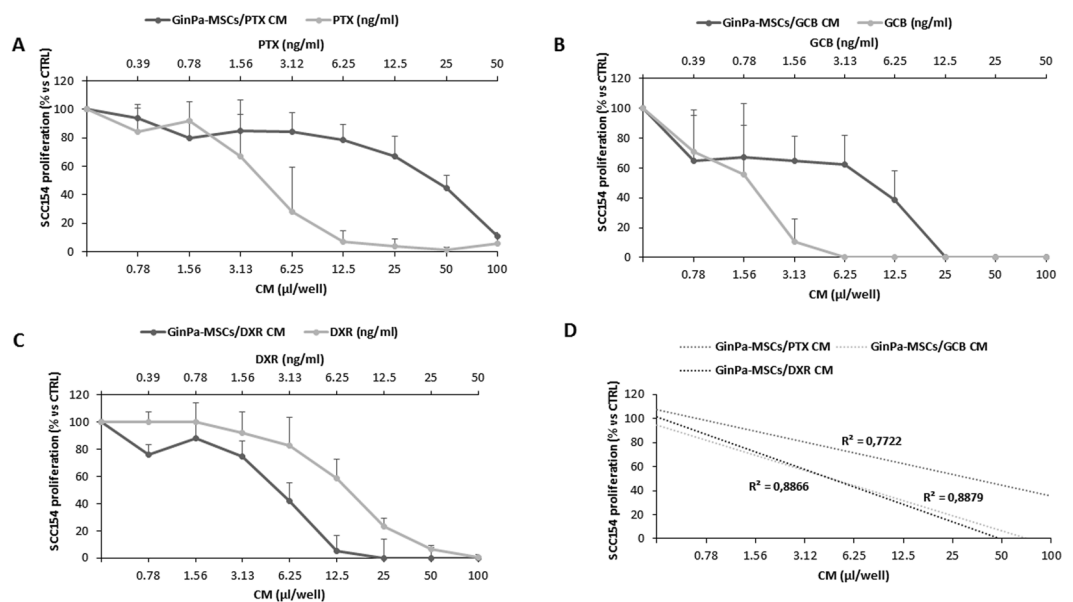 A
GinPa-MSCs/PTX CM PTX (ng/ml)
PTX (ng/ml)
0.39 0.78 1.56 3.12 6.25 12.5 25 50
SCC154 proliferation (% vs CTRL)
120
100
80
60
40
20
0
0.78 1.56 3.13 6.25 12.5 25 50 100
CM (µl/well)
B
GinPa-MSCs/GCB CM GCB (ng/ml)
GCB (ng/ml)
0.39 0.78 1.56 3.13 6.25 12.5 25 50
SCC154 proliferation (% vs CTRL)
120
100
80
60
40
20
0
0.78 1.56 3.13 6.25 12.5 25 50 100
CM (µl/well)
C
GinPa-MSCs/DXR CM DXR (ng/ml)
DXR (ng/ml)
0.39 0.78 1.56 3.13 6.25 12.5 25 50
SCC154 proliferation (% vs CTRL)
120
100
80
60
40
20
0
0.78 1.56 3.13 6.25 12.5 25 50 100
CM (µl/well)
D
GinPa-MSCs/PTX CM GinPa-MSCs/GCB CM
GinPa-MSCs/DXR CM
SCC154 proliferation (% vs CTRL)
120
100
80
60
40
20
0
R² = 0,7722
R² = 0,8866
R² = 0,8879
0.78 1.56 3.12 6.25 12.5 25 50 100
CM (µl/well)